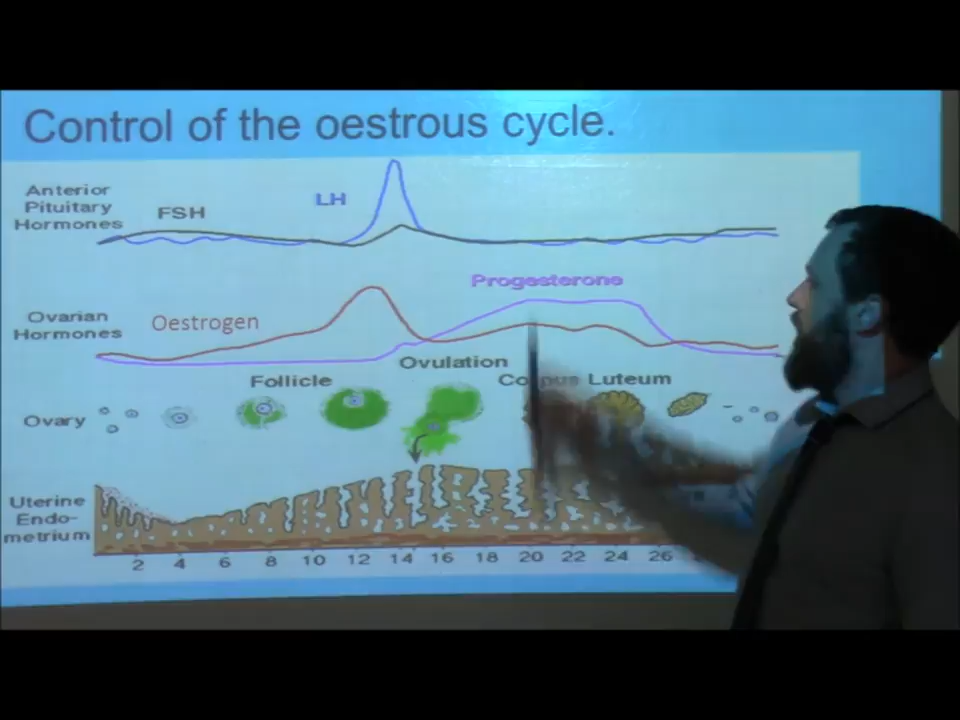 Control of the oestrous cycle.
Anterior
Pituitary
Hormones
FSH
LH
Progesterone
Ovarian
Hormones
Oestrogen
Ovulation
Follicle
Corpus Luteum
Ovary
Uterine
Endo-
metrium
2 4 6 8 10 12 14 16 18 20 22 24 26